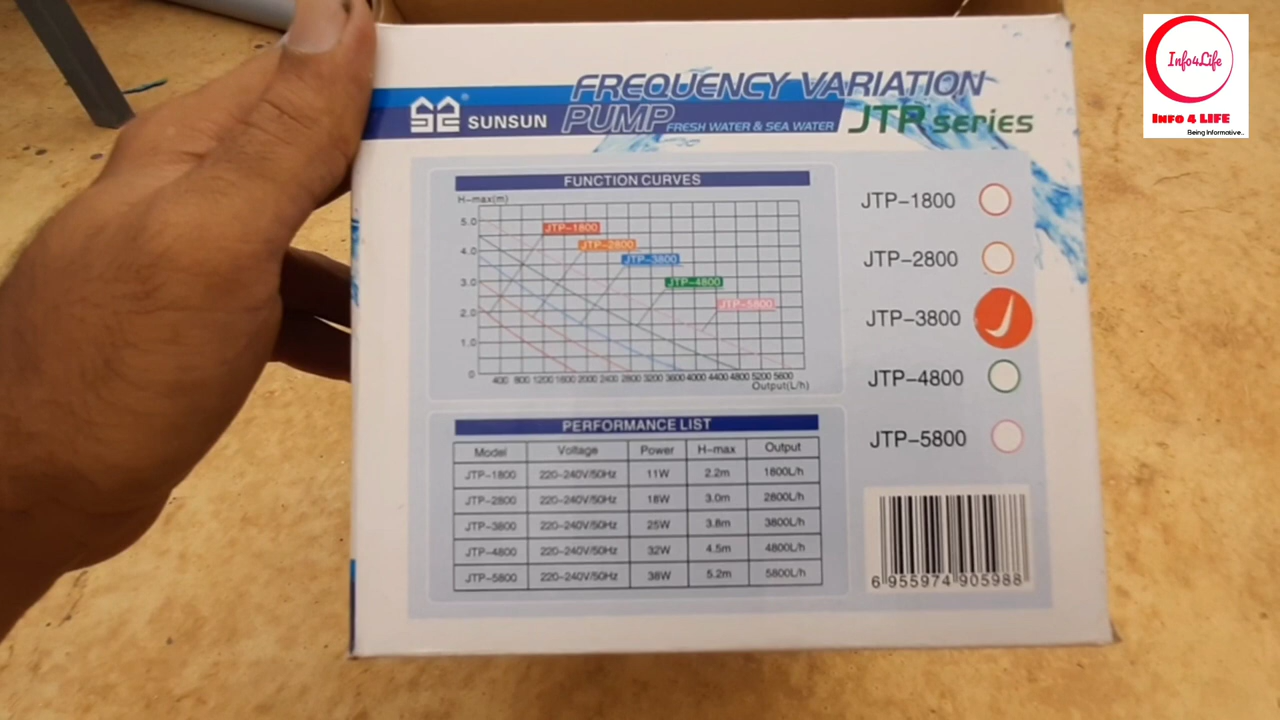 Info4Life
INFO 4 LIFE
Being Informative...
SUNSUN
FREQUENCY VARIATION
PUMP FRESH WATER & SEA WATER JTP series
FUNCTION CURVES
H-max(m)
5.0
4.0
3.0
2.0
1.0
0
JTP-1800
JTP-2800
JTP-3800
JTP-4800
JTP-5800
400 800 1200 1600 2000 2400 2800 3200 3600 4000 4400 4800 5200 5600
Output(L/h)
JTP-1800
JTP-2800
JTP-3800
JTP-4800
JTP-5800
PERFORMANCE LIST
Model Voltage Power H-max Output
JTP-1800 220-240V/50Hz 11W 2.2m 1800L/h
JTP-2800 220-240V/50Hz 18W 3.0m 2800L/h
JTP-3800 220-240V/50Hz 25W 3.8m 3800L/h
JTP-4800 220-240V/50Hz 32W 4.5m 4800L/h
JTP-5800 220-240V/50Hz 38W 5.2m 5800L/h
6 955974 905988